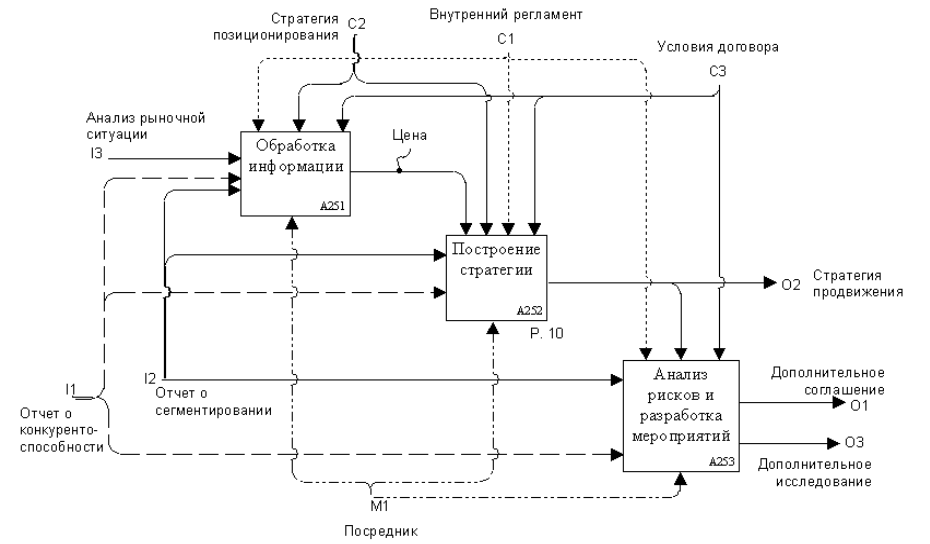 Стратегия
позиционирования
C2
Внутренний регламент
C1
Условия договора
C3
Анализ рыночной
ситуации
I3
Обработка
информации
A251
Цена
Построение
стратегии
A252
P. 10
O2
Стратегия
продвижения
I1
Отчет о
конкуренто-
способности
I2
Отчет о
сегментировании
Анализ
рисков и
разработка
мероприятий
A253
Дополнительное
соглашение
O1
O3
Дополнительное
исследование
M1
Посредник